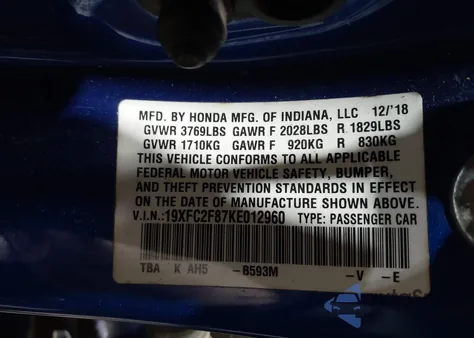 MFD. BY HONDA MFG. OF INDIANA, LLC 12/'18
GVWR 3769LBS GAWR F 2028LBS R 1829LBS
GVWR 1710KG GAWR F 920KG R 830KG
THIS VEHICLE CONFORMS TO ALL APPLICABLE
FEDERAL MOTOR VEHICLE SAFETY, BUMPER,
AND THEFT PREVENTION STANDARDS IN EFFECT
ON THE DATE OF MANUFACTURE SHOWN ABOVE.
V.I.N.:19XFC2F87KE012960 TYPE: PASSENGER CAR
TBA K AH5 -B593M -V -E